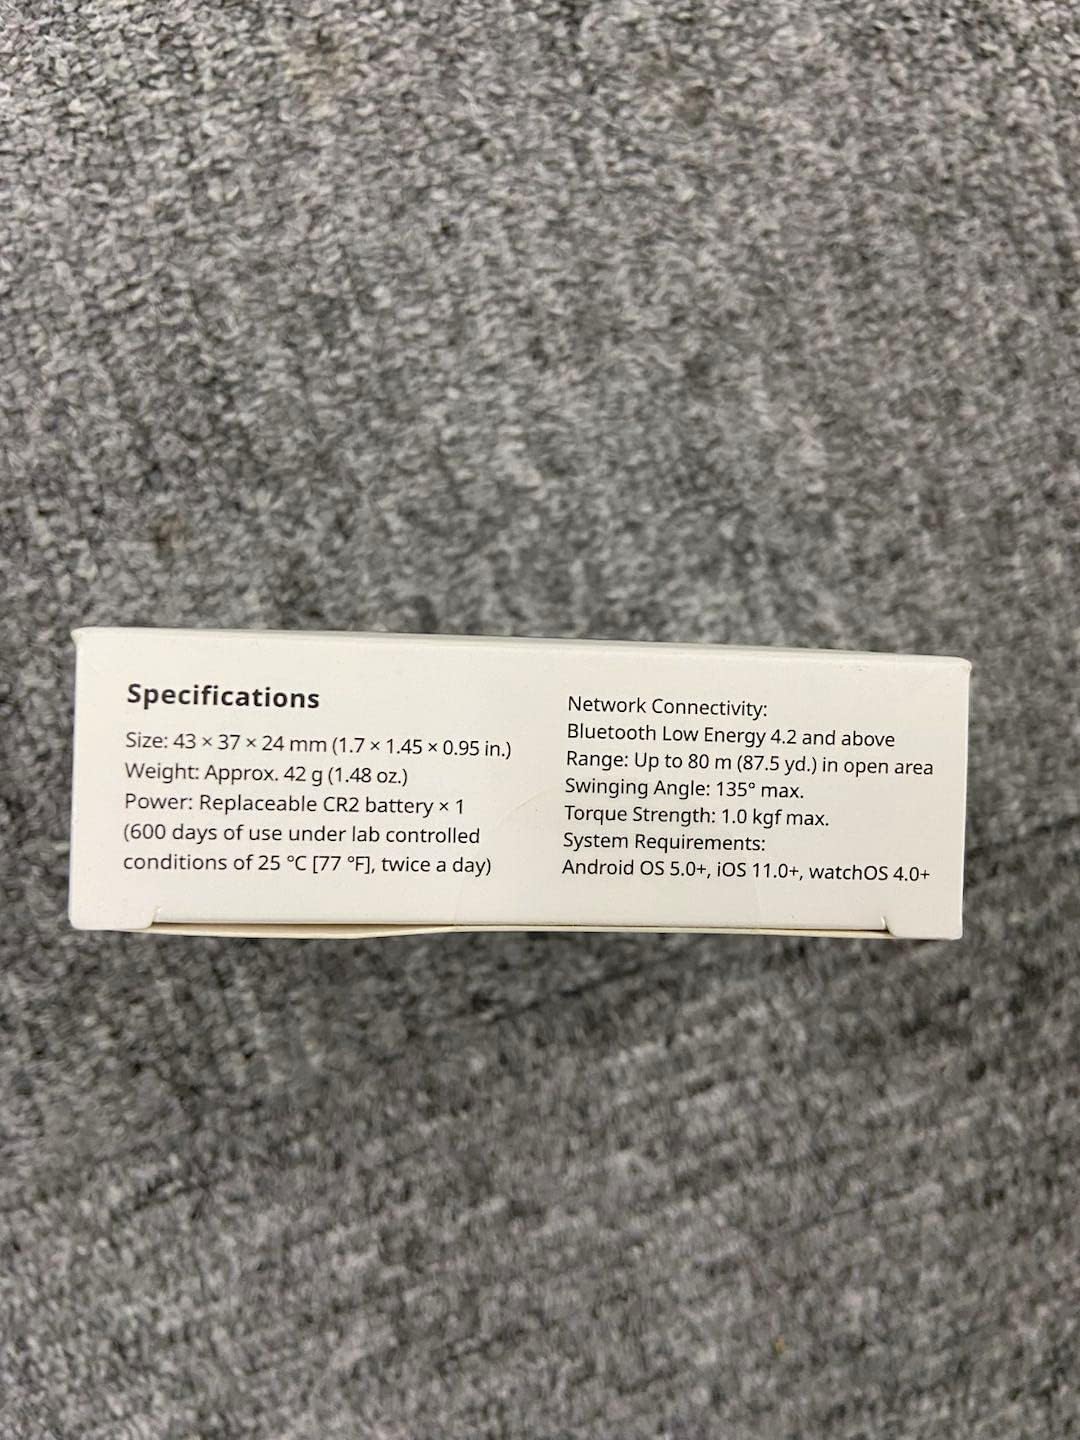 Specifications
Size: 43 × 37 × 24 mm (1.7 × 1.45 × 0.95 in.)
Weight: Approx. 42 g (1.48 oz.)
Power: Replaceable CR2 battery × 1
(600 days of use under lab controlled
conditions of 25 ℃ [77 ℉], twice a day)
Network Connectivity:
Bluetooth Low Energy 4.2 and above
Range: Up to 80 m (87.5 yd.) in open area
Swinging Angle: 135° max.
Torque Strength: 1.0 kgf max.
System Requirements:
Android OS 5.0+, iOS 11.0+, watchOS 4.0+